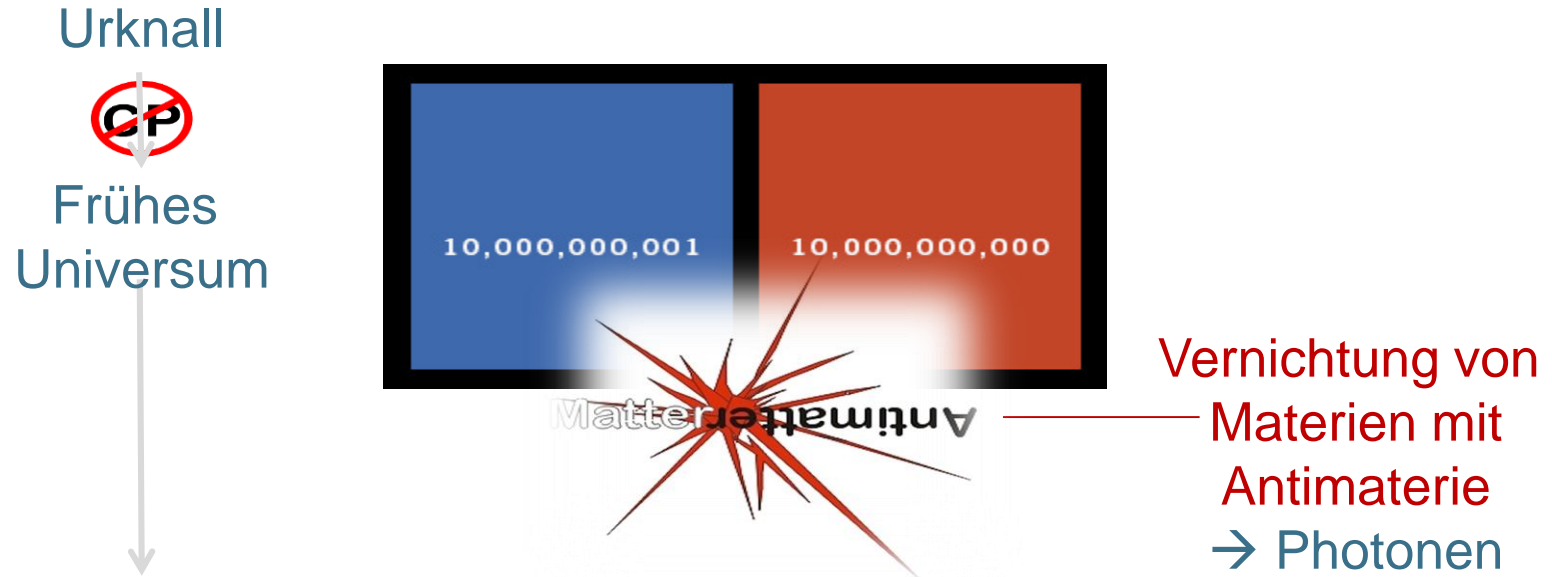 Urknall
CP
Frühes
Universum
10,000,000,001 10,000,000,000
Matter Antimatter
Vernichtung von
Materien mit
Antimaterie
→ Photonen